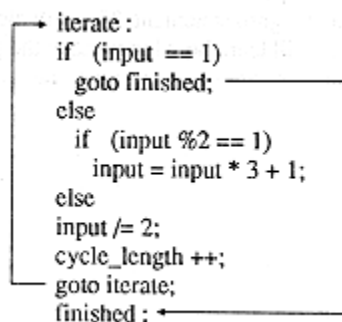 iterate :
if (input == 1)
goto finished;
else
if (input %2 == 1)
input = input * 3 + 1;
else
input /= 2;
cycle_length ++;
goto iterate;
finished :